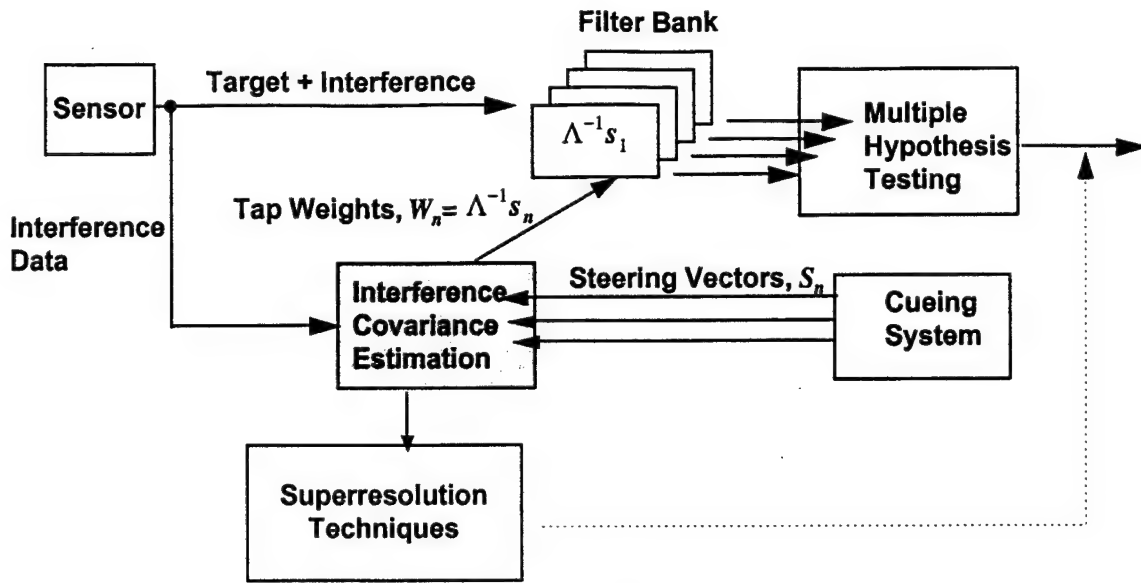 Filter Bank
Sensor
Target + Interference
Λ⁻¹s₁
Multiple
Hypothesis
Testing
Tap Weights, Wₙ= Λ⁻¹sₙ
Interference
Data
Interference
Covariance
Estimation
Steering Vectors, Sₙ
Cueing
System
Superresolution
Techniques